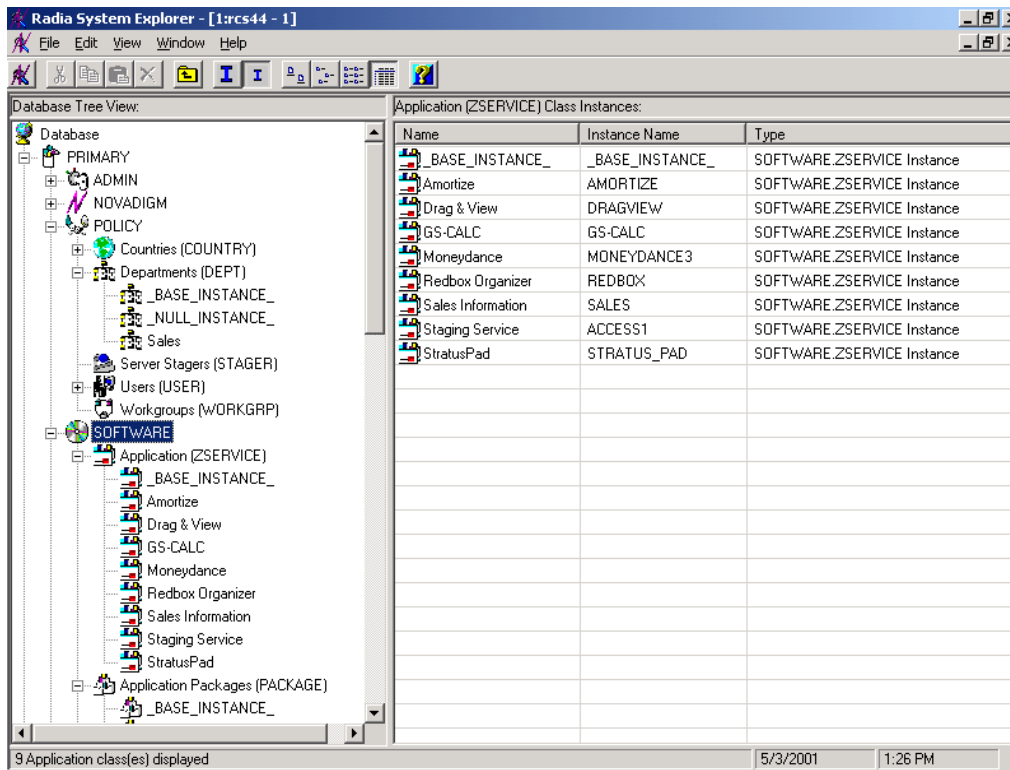 Radia System Explorer - [1:rcs44 - 1]
File Edit View Window Help
Database Tree View:
Application (ZSERVICE) Class Instances:
Database
PRIMARY
ADMIN
NOVADIGM
POLICY
Countries (COUNTRY)
Departments (DEPT)
_BASE_INSTANCE_
_NULL_INSTANCE_
Sales
Server Stagers (STAGER)
Users (USER)
Workgroups (WORKGRP)
SOFTWARE
Application (ZSERVICE)
_BASE_INSTANCE_
Amortize
Drag & View
GS-CALC
Moneydance
Redbox Organizer
Sales Information
Staging Service
StratusPad
Application Packages (PACKAGE)
_BASE_INSTANCE_
Name Instance Name Type
_BASE_INSTANCE_ _BASE_INSTANCE_ SOFTWARE.ZSERVICE Instance
Amortize AMORTIZE SOFTWARE.ZSERVICE Instance
Drag & View DRAGVIEW SOFTWARE.ZSERVICE Instance
GS-CALC GS-CALC SOFTWARE.ZSERVICE Instance
Moneydance MONEYDANCE3 SOFTWARE.ZSERVICE Instance
Redbox Organizer REDBOX SOFTWARE.ZSERVICE Instance
Sales Information SALES SOFTWARE.ZSERVICE Instance
Staging Service ACCESS1 SOFTWARE.ZSERVICE Instance
StratusPad STRATUS_PAD SOFTWARE.ZSERVICE Instance
9 Application class(es) displayed 5/3/2001 1:26 PM